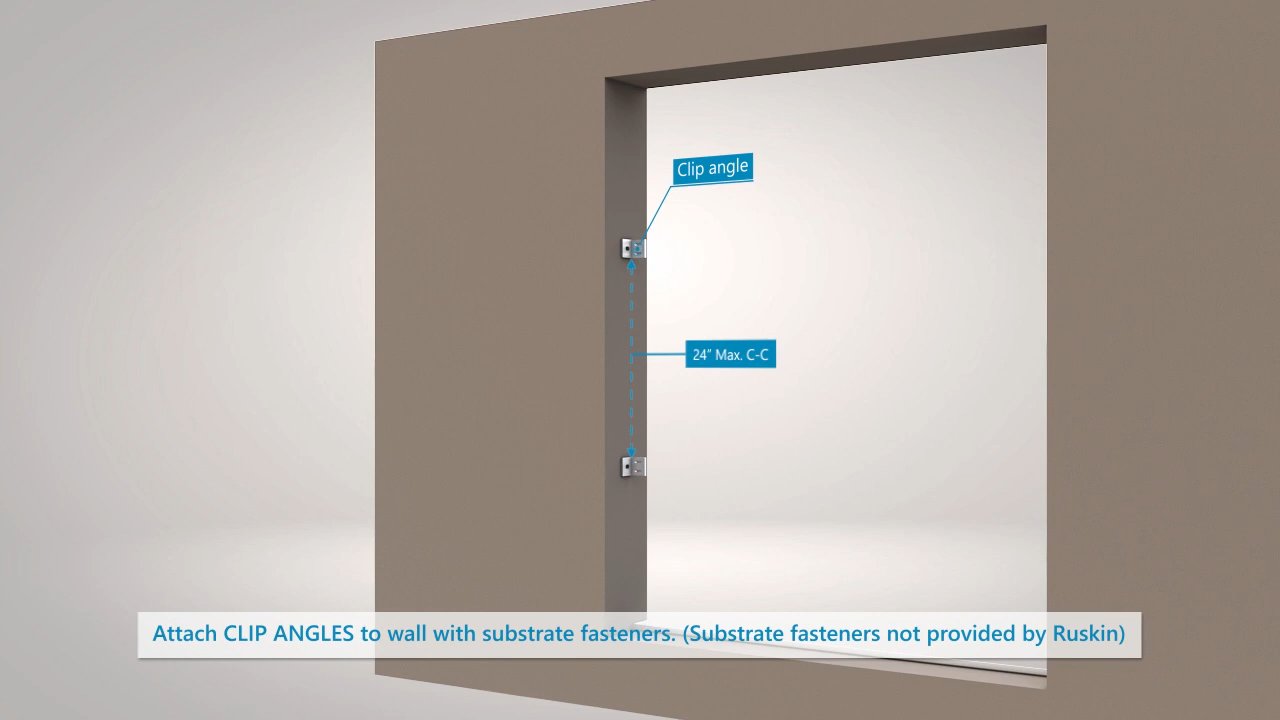 Clip angle
24” Max. C-C
Attach CLIP ANGLES to wall with substrate fasteners. (Substrate fasteners not provided by Ruskin)